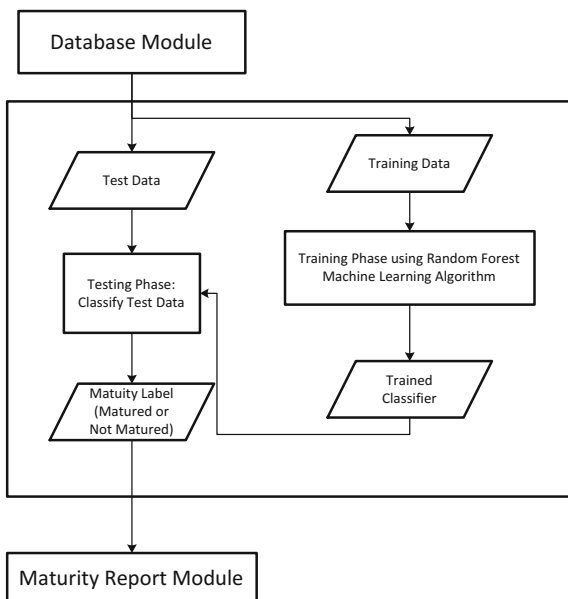 Database Module
Test Data
Training Data
Testing Phase:
Classify Test Data
Training Phase using Random Forest
Machine Learning Algorithm
Matuity Label
(Matured or
Not Matured)
Trained
Classifier
Maturity Report Module